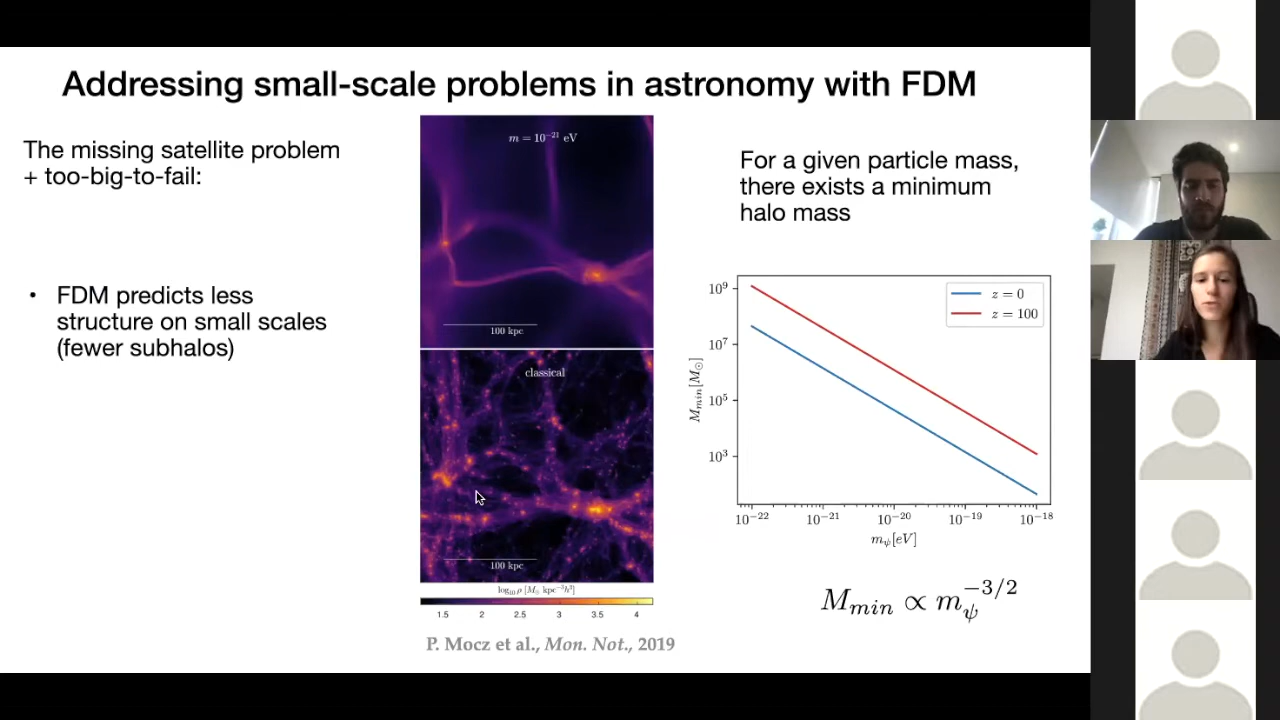 Addressing small-scale problems in astronomy with FDM
The missing satellite problem
+ too-big-to-fail:
• FDM predicts less
structure on small scales
(fewer subhalos)
m = 10⁻²¹ eV
100 kpc
classical
100 kpc
log₁₀ ρ [M⊙ kpc⁻³h²]
1.5 2 2.5 3 3.5 4
P. Mocz et al., Mon. Not., 2019
For a given particle mass,
there exists a minimum
halo mass
z = 0
z = 100
10⁹
10⁷
10⁵
10³
M_min[M⊙]
10⁻²² 10⁻²¹ 10⁻²⁰ 10⁻¹⁹ 10⁻¹⁸
m_ψ[eV]
M_min ∝ m_ψ^−3/2